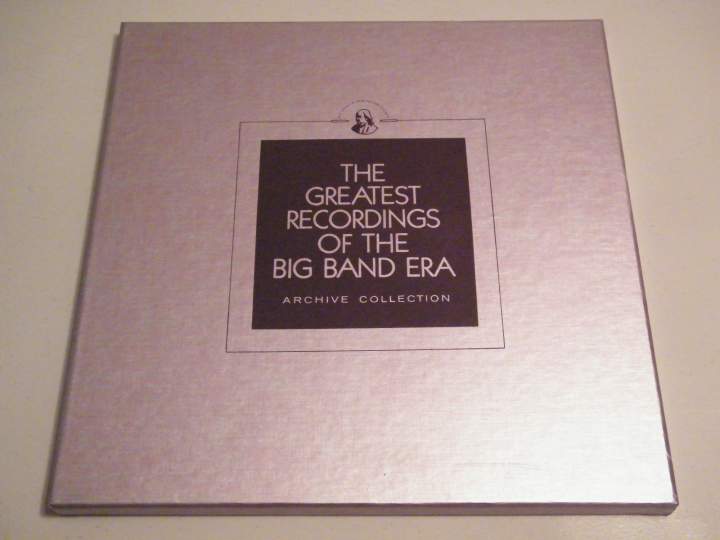 THE
GREATEST
RECORDINGS
OF THE
BIG BAND ERA
ARCHIVE COLLECTION